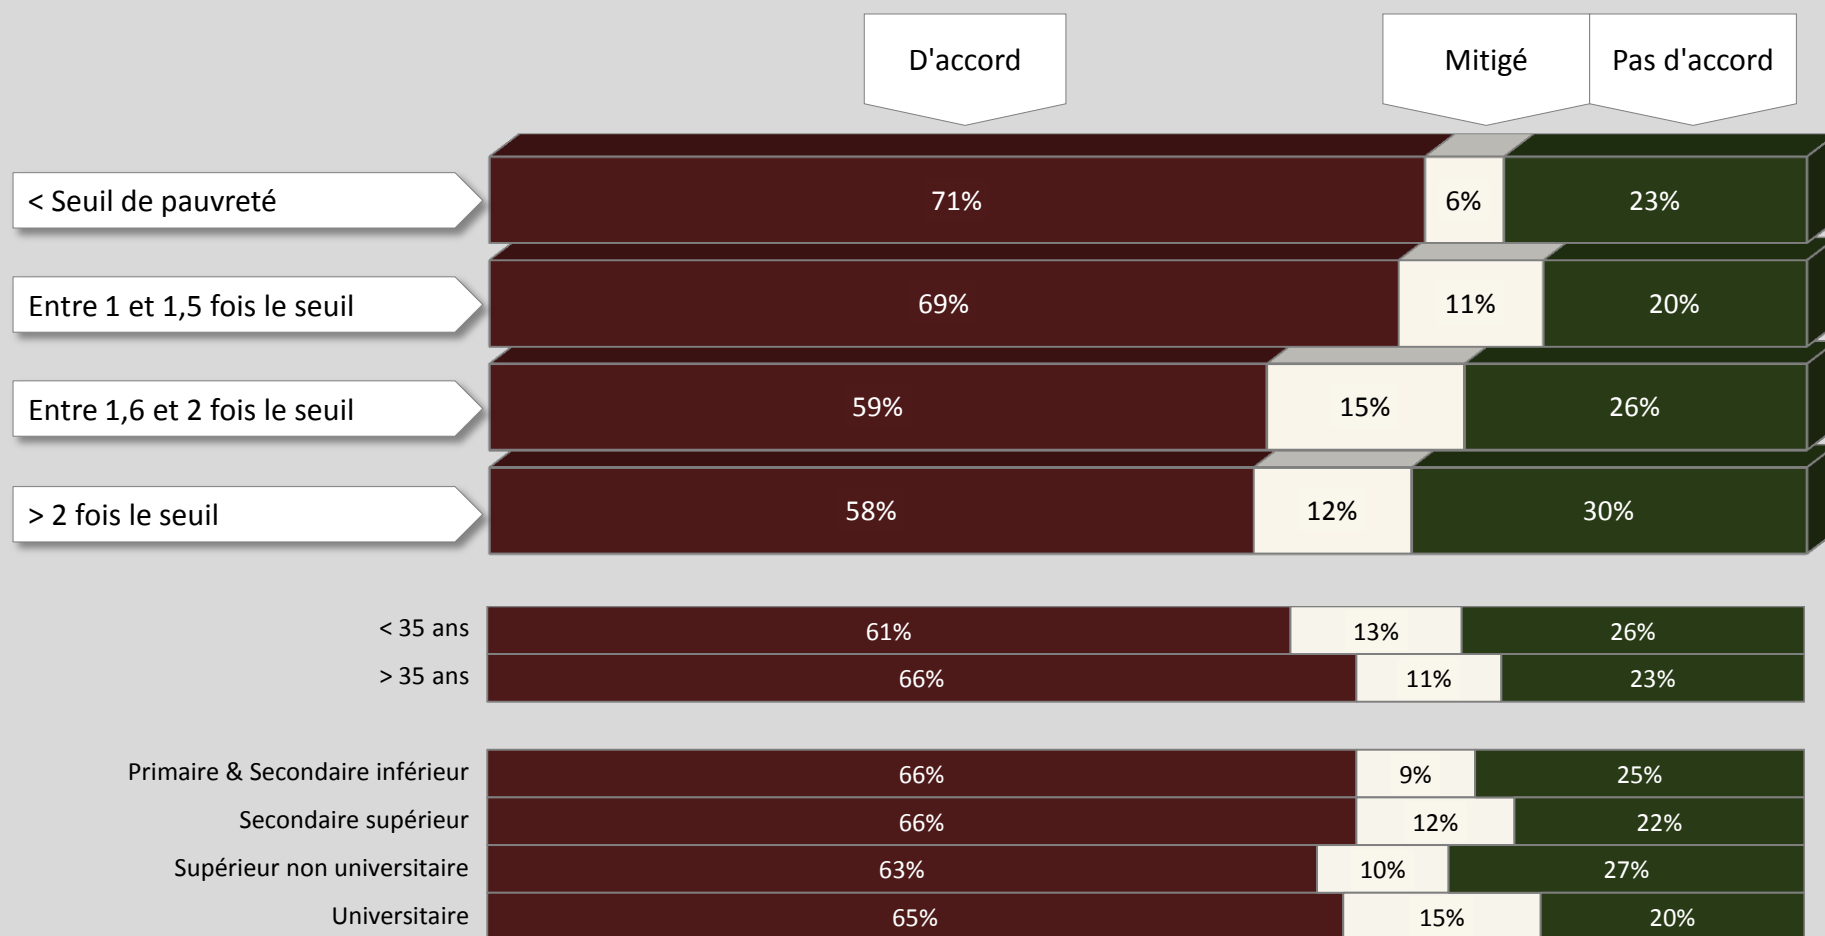 D'accord Mitigé Pas d'accord
< Seuil de pauvreté 71% 6% 23%
Entre 1 et 1,5 fois le seuil 69% 11% 20%
Entre 1,6 et 2 fois le seuil 59% 15% 26%
> 2 fois le seuil 58% 12% 30%
< 35 ans 61% 13% 26%
> 35 ans 66% 11% 23%
Primaire & Secondaire inférieur 66% 9% 25%
Secondaire supérieur 66% 12% 22%
Supérieur non universitaire 63% 10% 27%
Universitaire 65% 15% 20%